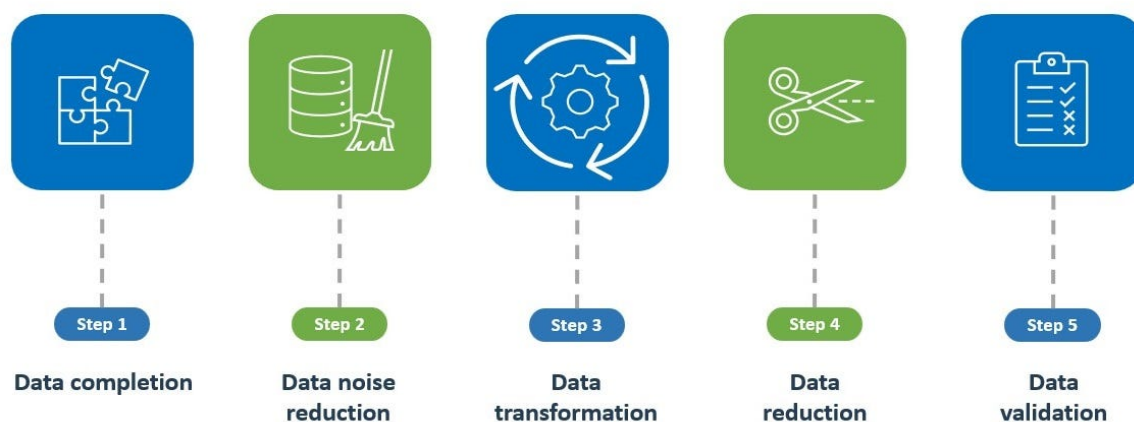 Step 1
Step 2
Step 3
Step 4
Step 5
Data completion
Data noise
reduction
Data
transformation
Data
reduction
Data
validation